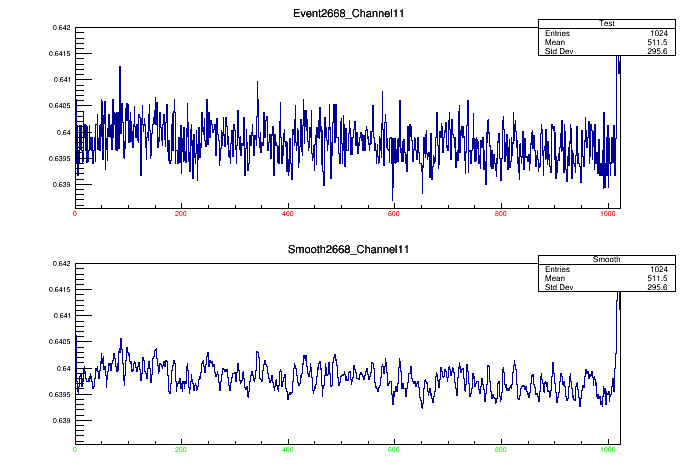 Event2668_Channel11
Test
Entries 1024
Mean 511.5
Std Dev 295.6
0.642
0.6415
0.641
0.6405
0.64
0.6395
0.639
0 200 400 600 800 1000
Smooth2668_Channel11
Smooth
Entries 1024
Mean 511.5
Std Dev 295.6
0.642
0.6415
0.641
0.6405
0.64
0.6395
0.639
0 200 400 600 800 1000